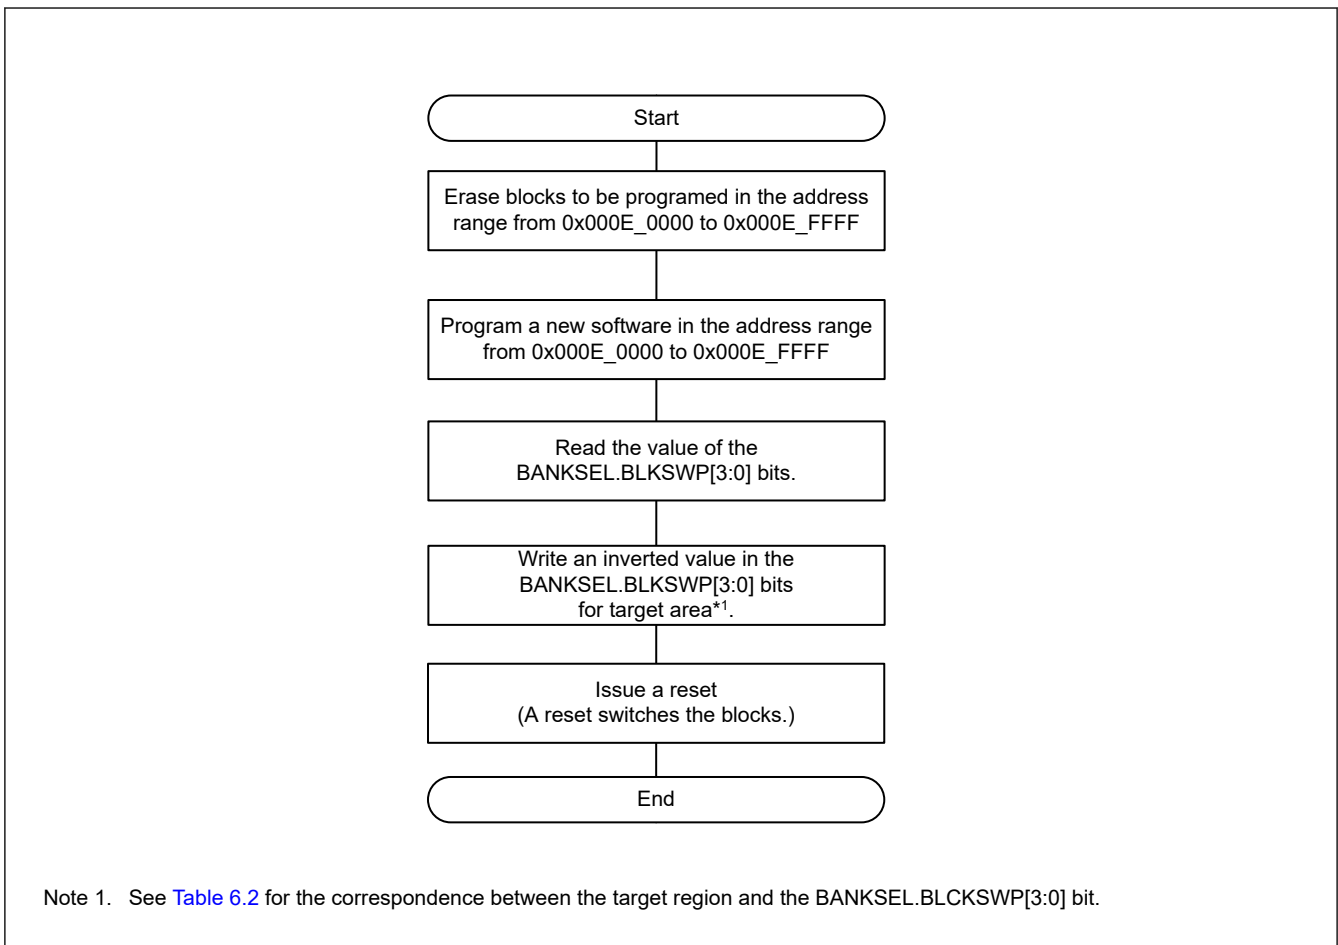 Start
Erase blocks to be programed in the address
range from 0x000E_0000 to 0x000E_FFFF
Program a new software in the address range
from 0x000E_0000 to 0x000E_FFFF
Read the value of the
BANKSEL.BLKSWP[3:0] bits.
Write an inverted value in the
BANKSEL.BLKSWP[3:0] bits
for target area*1.
Issue a reset
(A reset switches the blocks.)
End
Note 1. See Table 6.2 for the correspondence between the target region and the BANKSEL.BLCKSWP[3:0] bit.